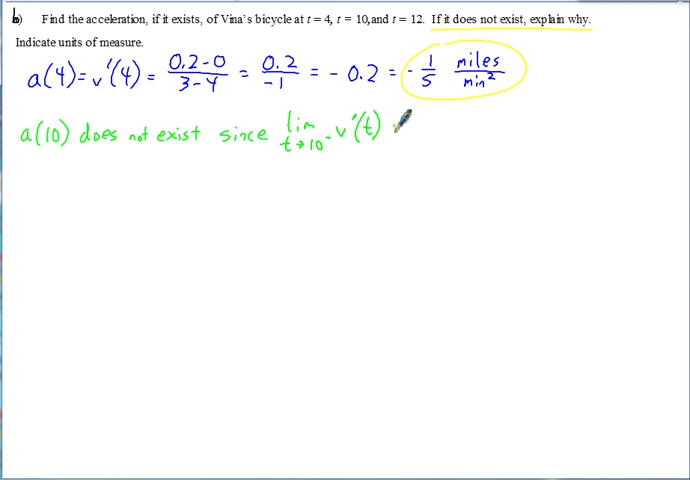 b) Find the acceleration, if it exists, of Vina's bicycle at t = 4, t = 10, and t = 12. If it does not exist, explain why.
Indicate units of measure.
a(4) = v'(4) = (0.2 - 0)/(3 - 4) = 0.2/-1 = - 0.2 = - 1/5 miles/min²
a(10) does not exist since lim t→10⁻ v'(t)